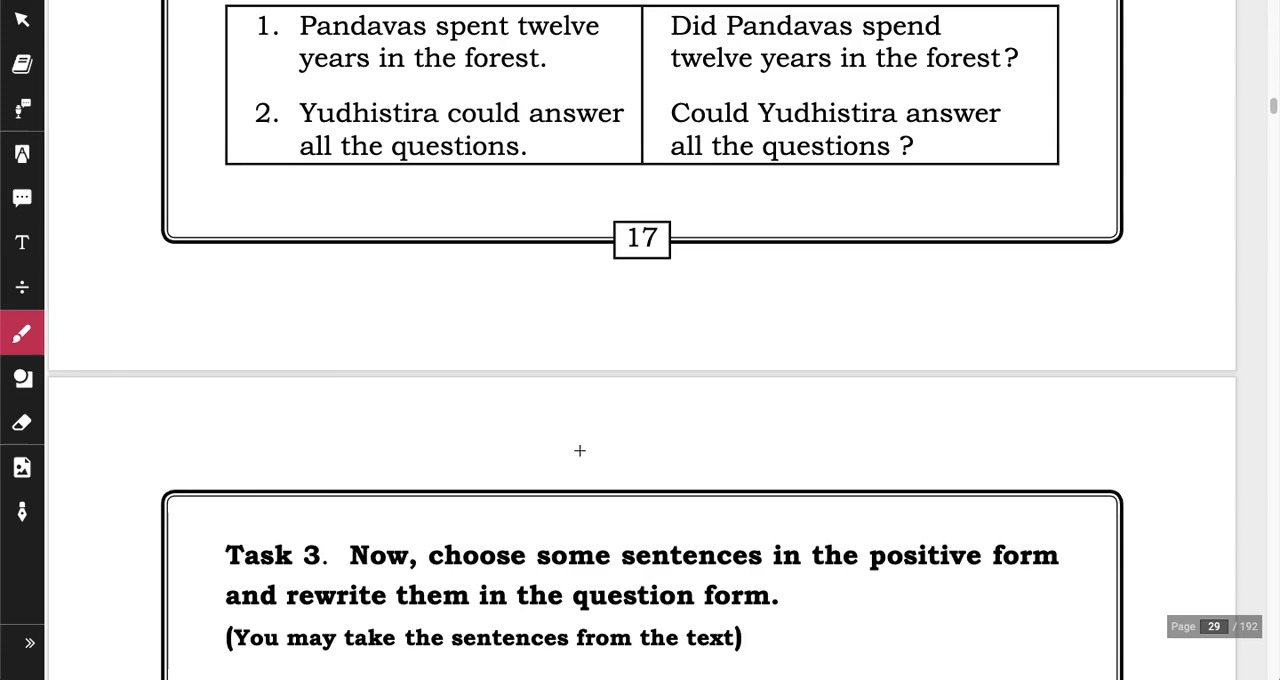 1. Pandavas spent twelve
years in the forest.
Did Pandavas spend
twelve years in the forest?
2. Yudhistira could answer
all the questions.
Could Yudhistira answer
all the questions ?
17
Task 3. Now, choose some sentences in the positive form
and rewrite them in the question form.
(You may take the sentences from the text)
Page 29 / 192